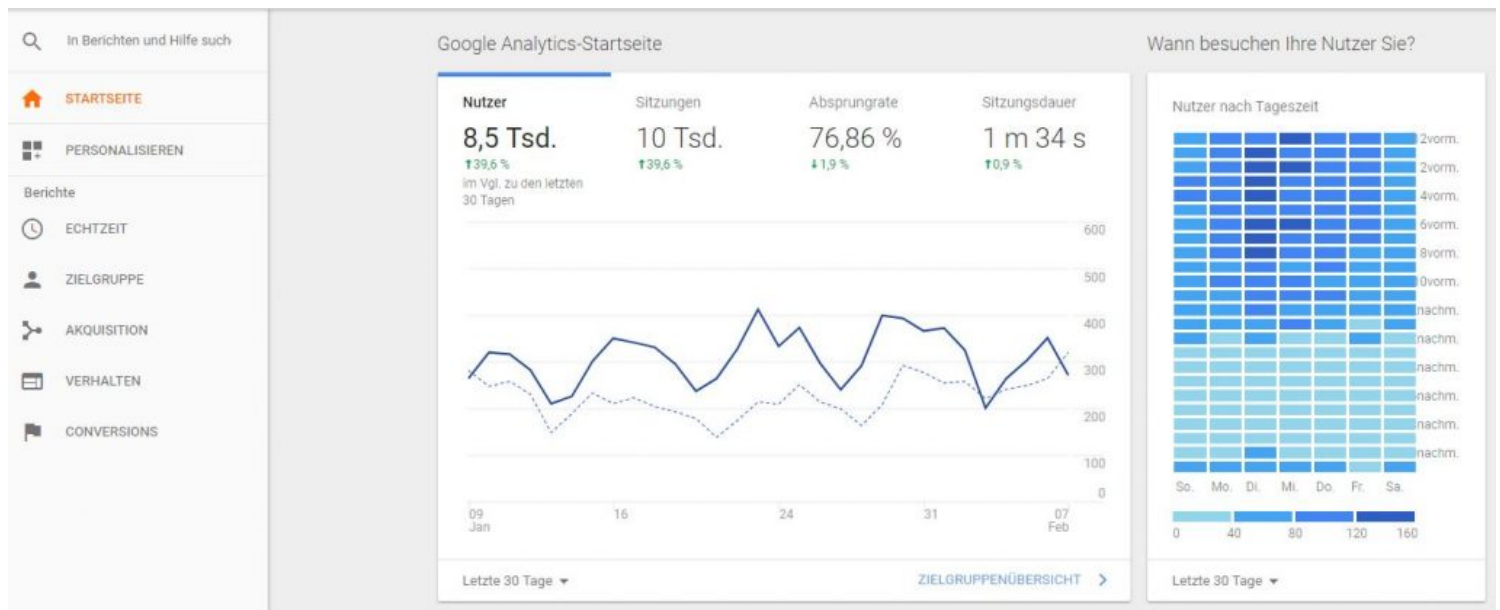 In Berichten und Hilfe such
STARTSEITE
PERSONALISIEREN
Berichte
ECHTZEIT
ZIELGRUPPE
AKQUISITION
VERHALTEN
CONVERSIONS
Google Analytics-Startseite
Nutzer
8,5 Tsd.
39,6 %
im Vgl. zu den letzten
30 Tagen
Sitzungen
10 Tsd.
39,6 %
Absprungrate
76,86 %
1,9 %
Sitzungsdauer
1 m 34 s
0,9 %
600
500
400
300
200
100
0
09 16 24 31 07
Jan Feb
Letzte 30 Tage
ZIELGRUPPENÜBERSICHT
Wann besuchen Ihre Nutzer Sie?
Nutzer nach Tageszeit
2vorm.
2vorm.
4vorm.
6vorm.
8vorm.
0vorm.
nachm.
nachm.
nachm.
nachm.
nachm.
nachm.
So. Mo. Di. Mi. Do. Fr. Sa.
0 40 80 120 160
Letzte 30 Tage